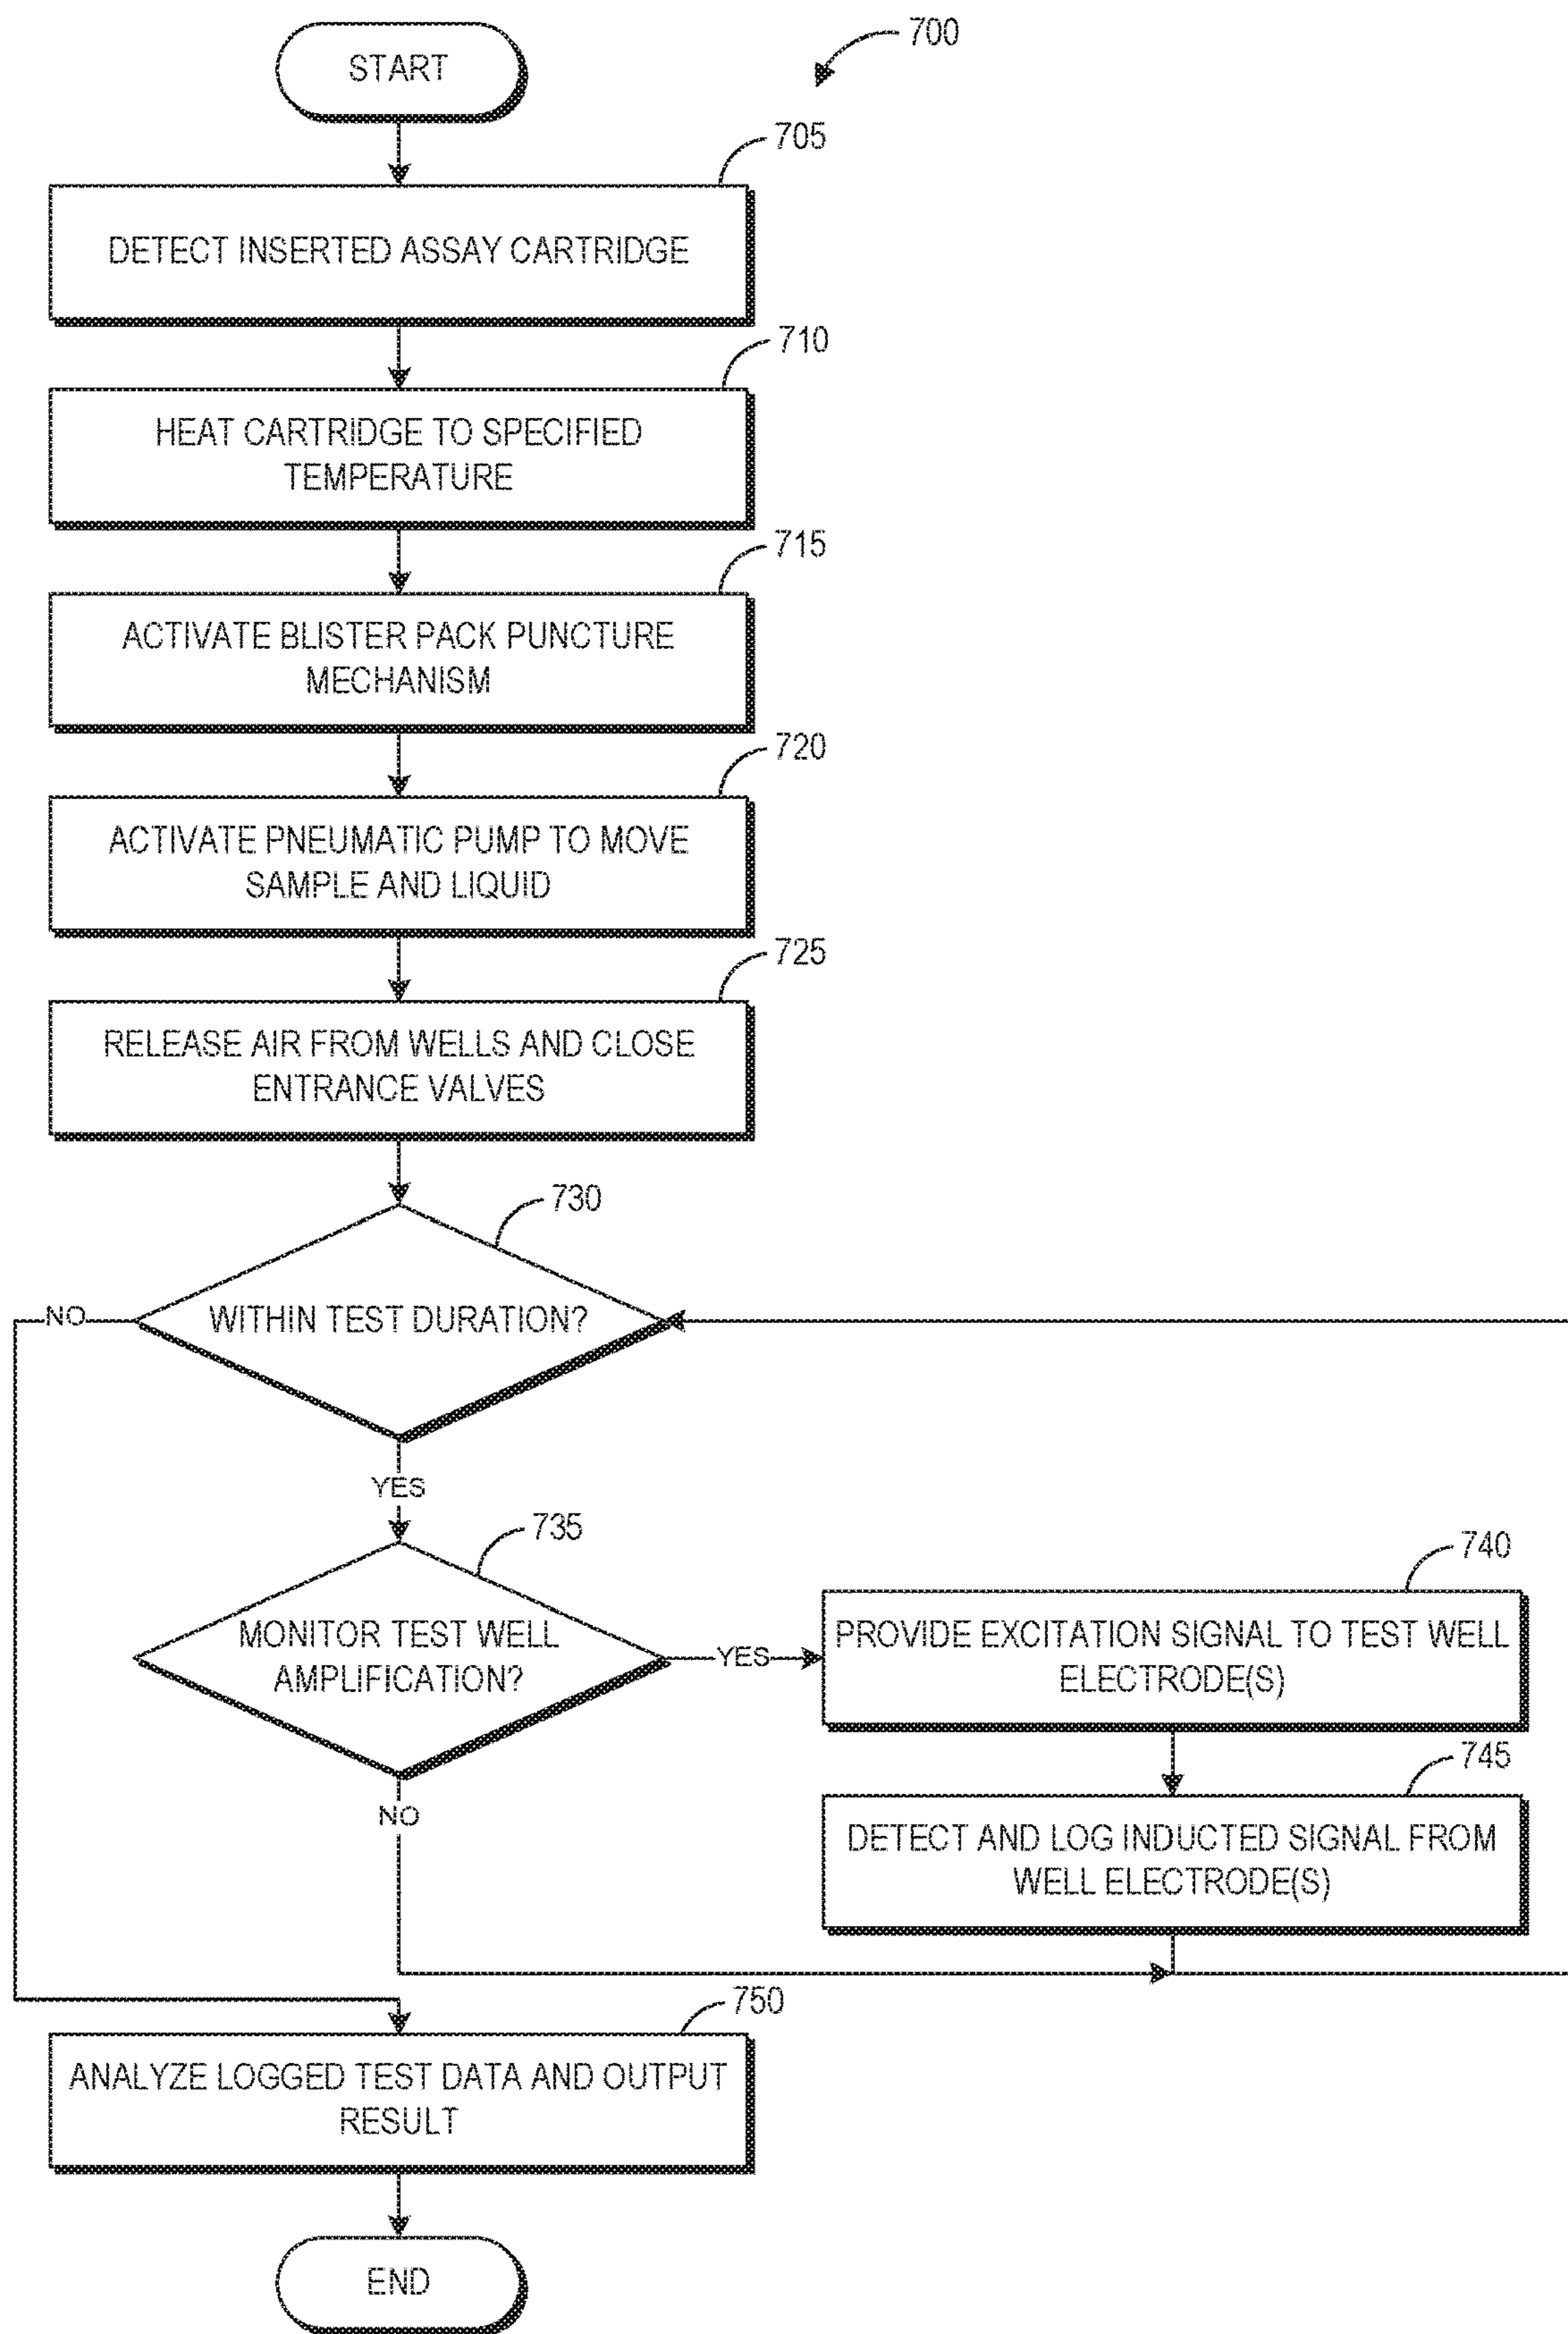 700
START
705
DETECT INSERTED ASSAY CARTRIDGE
710
HEAT CARTRIDGE TO SPECIFIED
TEMPERATURE
715
ACTIVATE BLISTER PACK PUNCTURE
MECHANISM
720
ACTIVATE PNEUMATIC PUMP TO MOVE
SAMPLE AND LIQUID
725
RELEASE AIR FROM WELLS AND CLOSE
ENTRANCE VALVES
730
NO
WITHIN TEST DURATION?
YES
735
MONITOR TEST WELL
AMPLIFICATION?
YES
NO
740
PROVIDE EXCITATION SIGNAL TO TEST WELL
ELECTRODE(S)
745
DETECT AND LOG INDUCTED SIGNAL FROM
WELL ELECTRODE(S)
750
ANALYZE LOGGED TEST DATA AND OUTPUT
RESULT
END